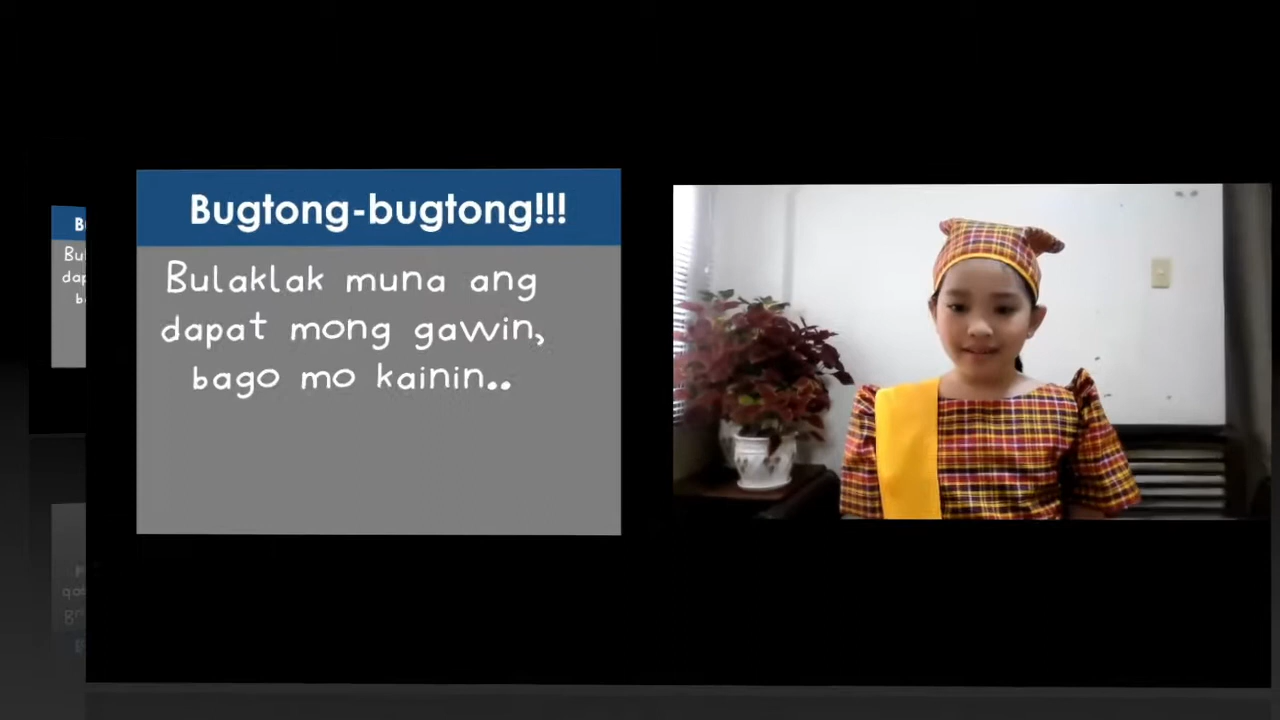 Bugtong-bugtong!!!
Bulaklak muna ang
dapat mong gawin,
bago mo kainin..